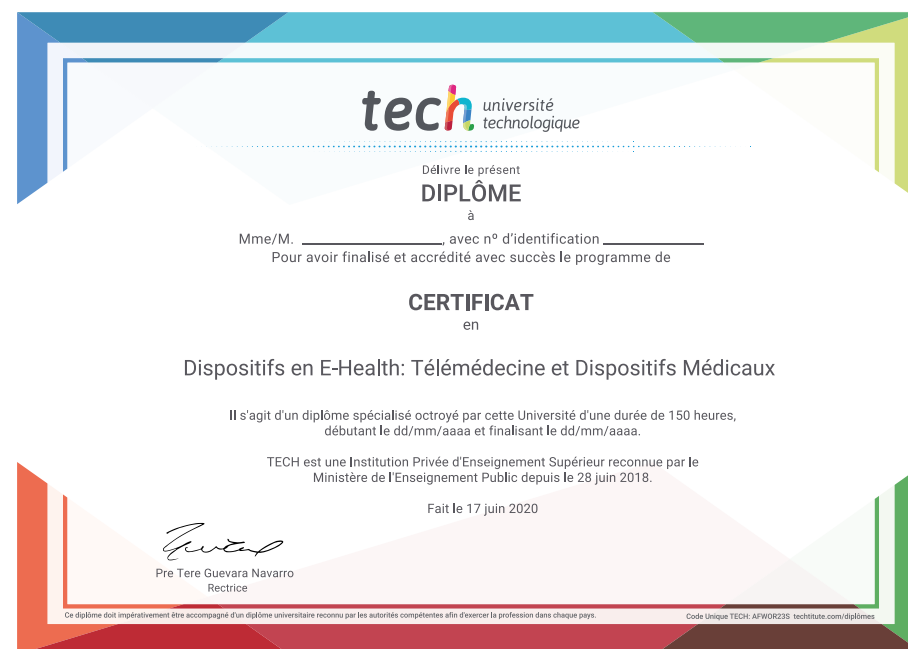 tech université
technologique
Délivre le présent
DIPLÔME
à
Mme/M. ____________________, avec nº d'identification ______________
Pour avoir finalisé et accrédité avec succès le programme de
CERTIFICAT
en
Dispositifs en E-Health: Télémédecine et Dispositifs Médicaux
Il s'agit d'un diplôme spécialisé octroyé par cette Université d'une durée de 150 heures,
débutant le dd/mm/aaaa et finalisant le dd/mm/aaaa.
TECH est une Institution Privée d'Enseignement Supérieur reconnue par le
Ministère de l'Enseignement Public depuis le 28 juin 2018.
Fait le 17 juin 2020
Pre Tere Guevara Navarro
Rectrice
Ce diplôme doit impérativement être accompagné d'un diplôme universitaire reconnu par les autorités compétentes afin d'exercer la profession dans chaque pays.
Code Unique TECH: AFWOR23S techtitute.com/diplômes